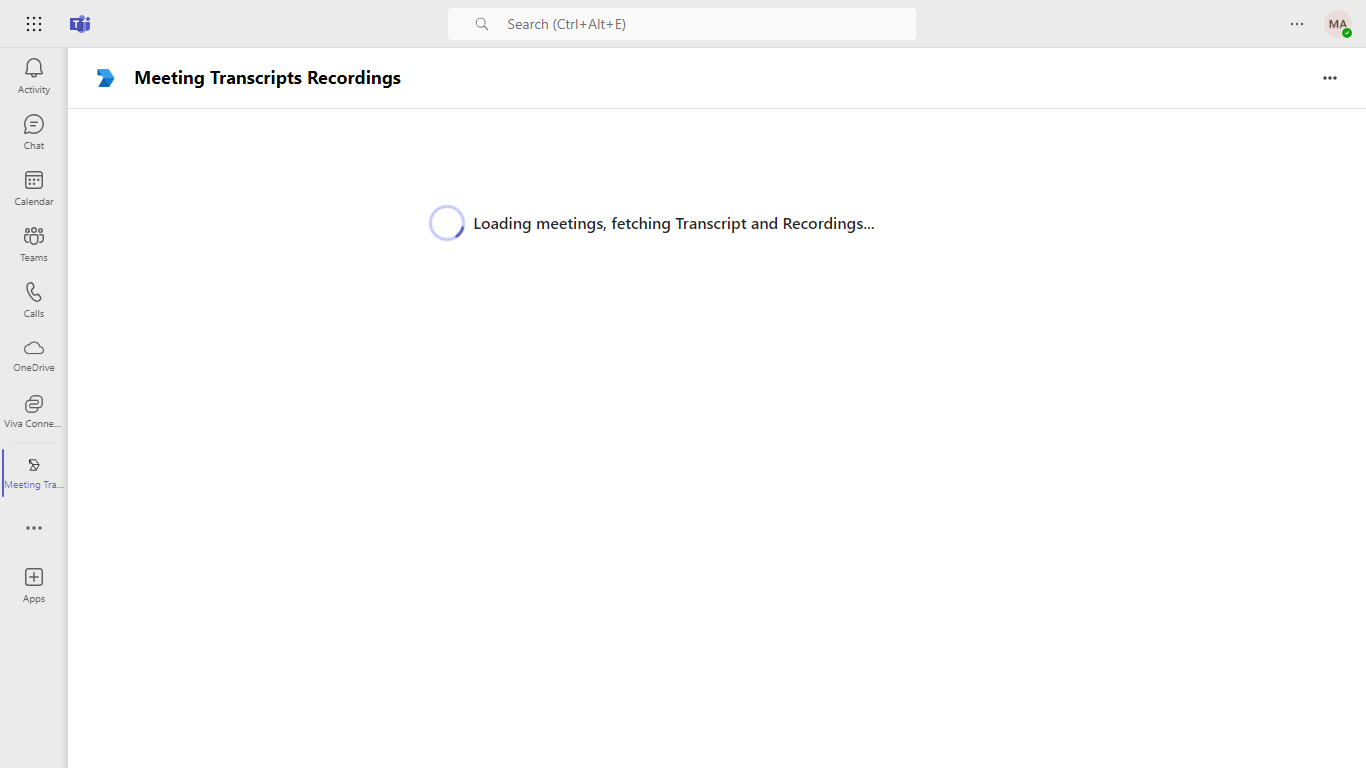 Search (Ctrl+Alt+E)
MA
Activity
Chat
Calendar
Teams
Calls
OneDrive
Viva Conne...
Meeting Tra...
Apps
Meeting Transcripts Recordings
Loading meetings, fetching Transcript and Recordings...